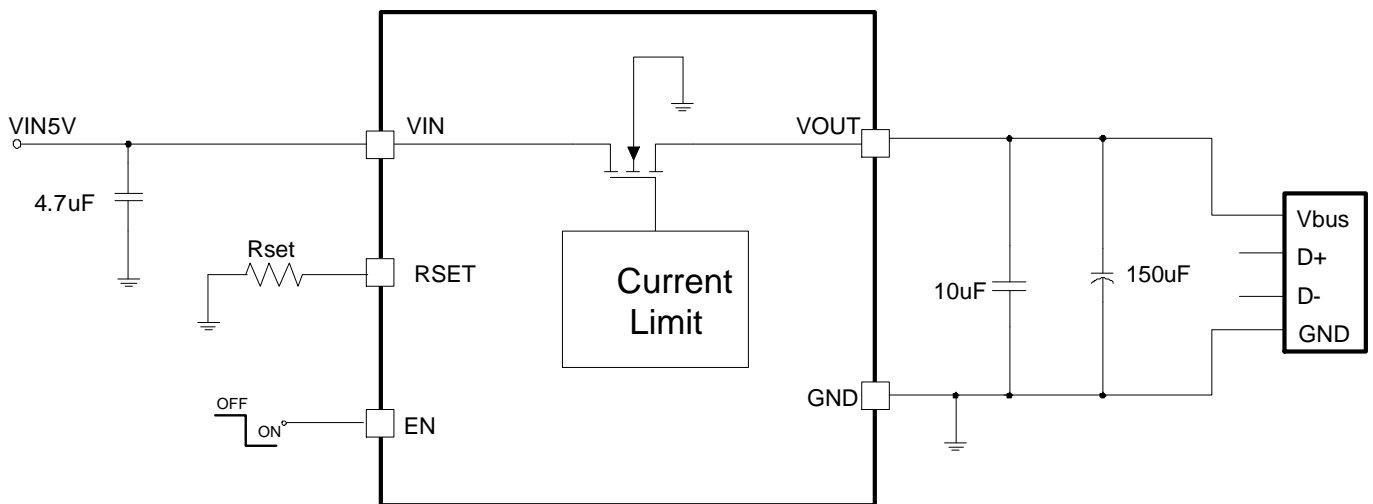 VIN5V
4.7uF
Rset
OFF
ON
VIN
RSET
EN
Current
Limit
VOUT
GND
10uF
150uF
Vbus
D+
D-
GND